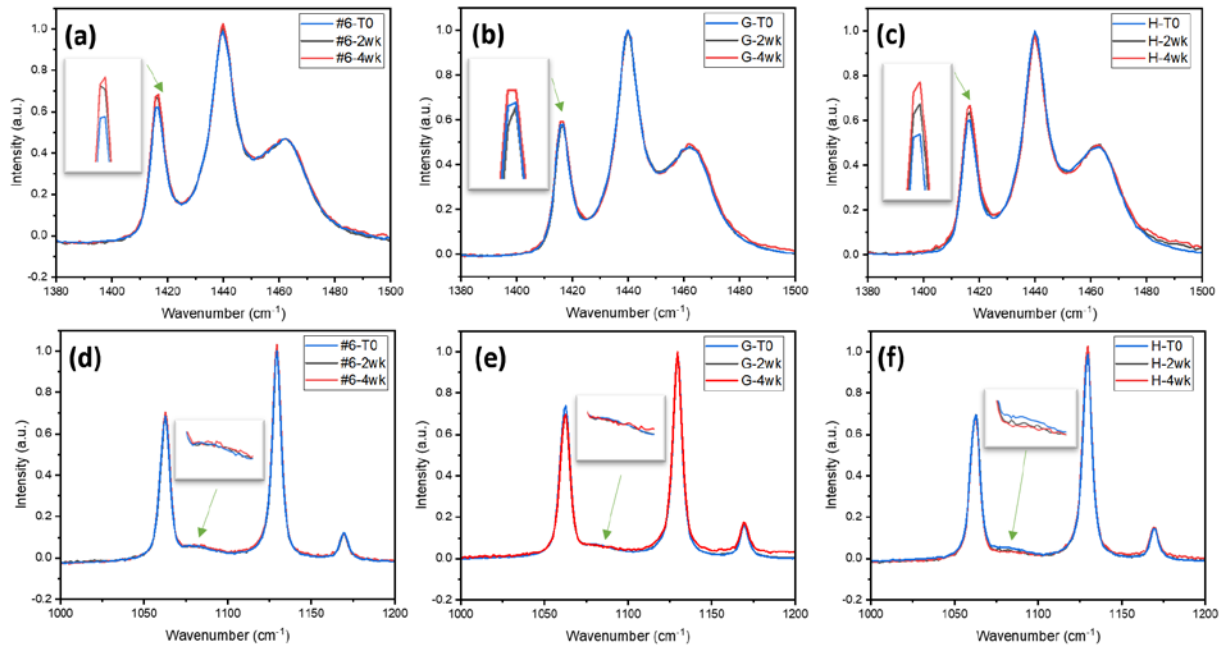 (a)
#6-T0
#6-2wk
#6-4wk
Intensity (a.u.)
1.0
0.8
0.6
0.4
0.2
0.0
-0.2
1380 1400 1420 1440 1460 1480 1500
Wavenumber (cm⁻¹)
(b)
G-T0
G-2wk
G-4wk
Intensity (a.u.)
1.0
0.8
0.6
0.4
0.2
0.0
1380 1400 1420 1440 1460 1480 1500
Wavenumber (cm⁻¹)
(c)
H-T0
H-2wk
H-4wk
Intensity (a.u.)
1.0
0.8
0.6
0.4
0.2
0.0
1380 1400 1420 1440 1460 1480 1500
Wavenumber (cm⁻¹)
(d)
#6-T0
#6-2wk
#6-4wk
Intensity (a.u.)
1.0
0.8
0.6
0.4
0.2
0.0
-0.2
1000 1050 1100 1150 1200
Wavenumber (cm⁻¹)
(e)
G-T0
G-2wk
G-4wk
Intensity (a.u.)
1.0
0.8
0.6
0.4
0.2
0.0
-0.2
1000 1050 1100 1150 1200
Wavenumber (cm⁻¹)
(f)
H-T0
H-2wk
H-4wk
Intensity (a.u.)
1.0
0.8
0.6
0.4
0.2
0.0
-0.2
1000 1050 1100 1150 1200
Wavenumber (cm⁻¹)